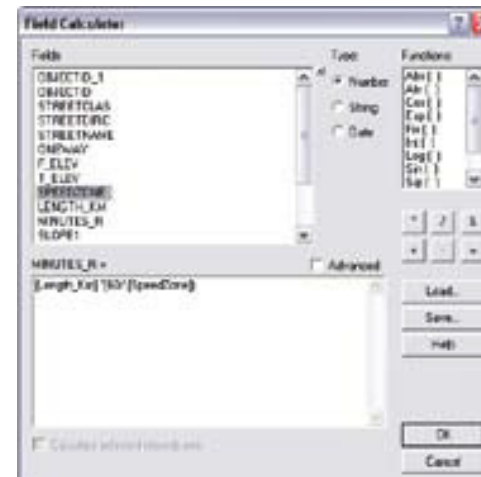 Field Calculator
Fields
Type:
Functions
OBJECTID_1
OBJECTID
STREETCLAS
STREETDIRC
STREETNAME
ONEWAY
F_ELEV
T_ELEV
SPEEDZONE
LENGTH_KM
MINUTES_R
SLOPE1
Number
String
Date
Abs( )
Atn( )
Cos( )
Exp( )
Fix( )
Int( )
Log( )
Sin( )
Sqr( )
* / &
+ - =
MINUTES_R =
Advanced
[Length_Km] *(60/ [SpeedZone])
Load...
Save...
Help
OK
Cancel